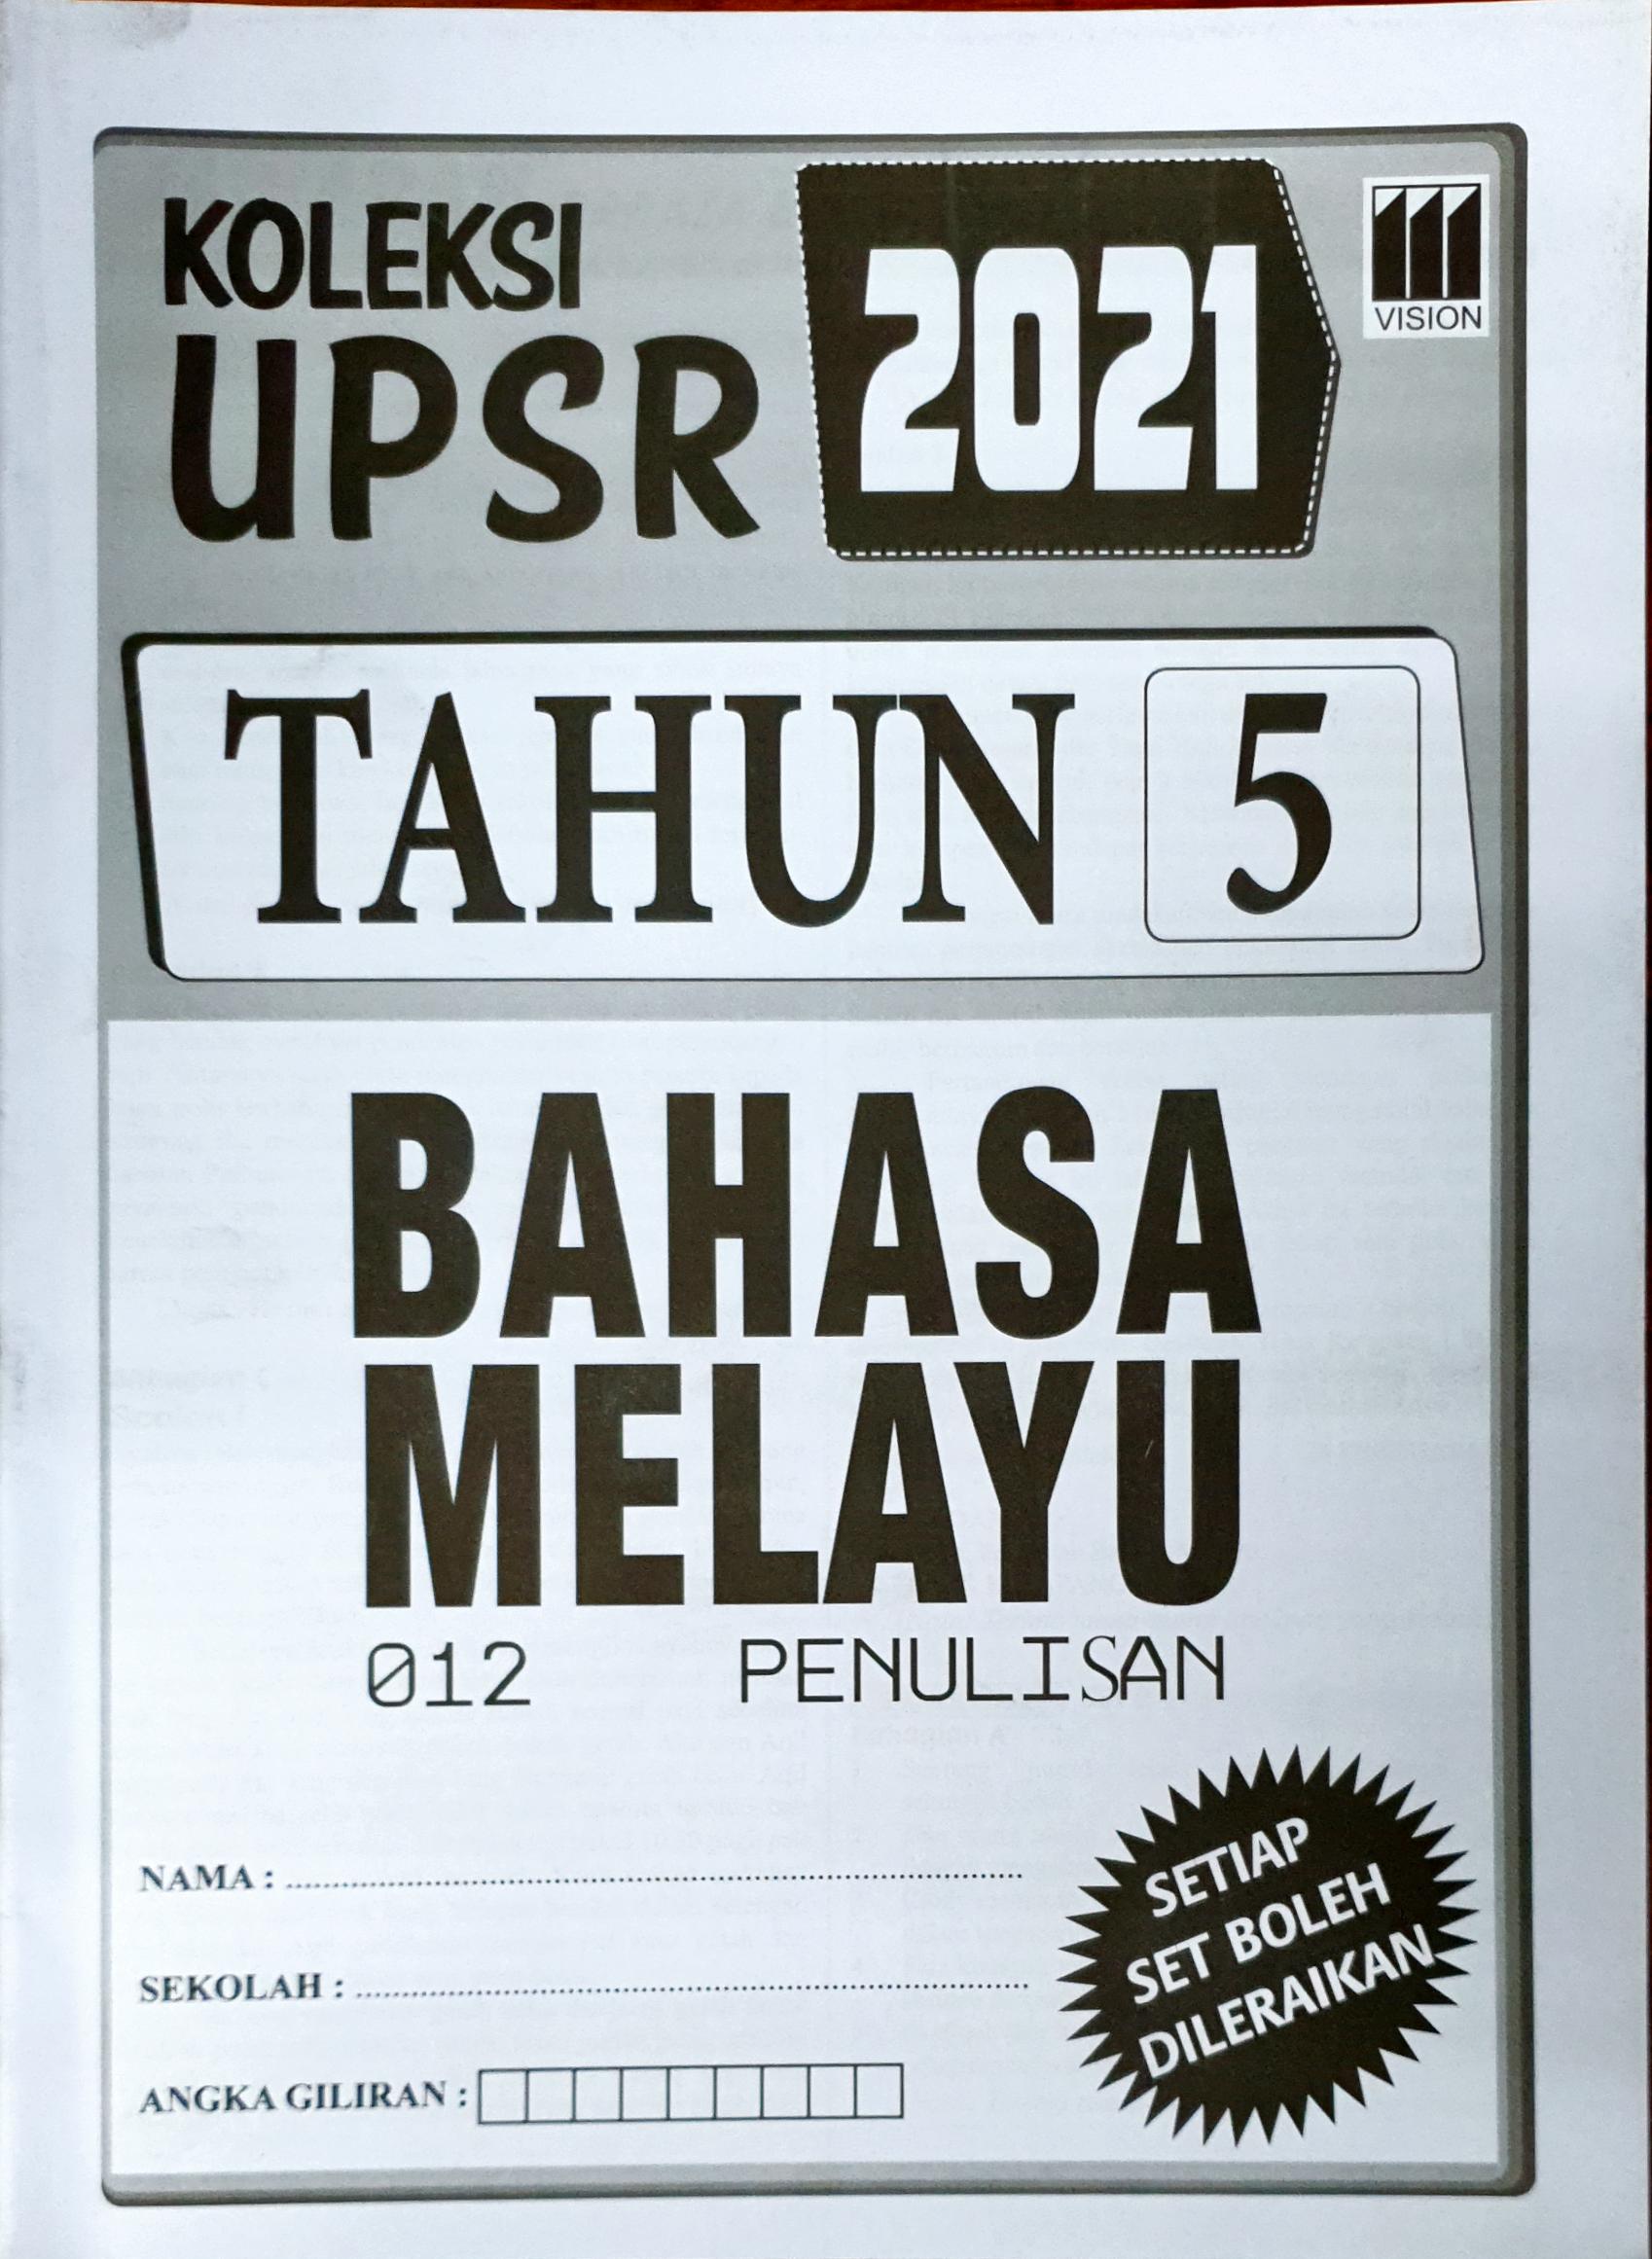 KOLEKSI
UPSR
2021
VISION
TAHUN 5
BAHASA
MELAYU
012 PENULISAN
NAMA : ................................................................
SEKOLAH : ................................................................
ANGKA GILIRAN :
SETIAP
SET BOLEH
DILERAIKAN